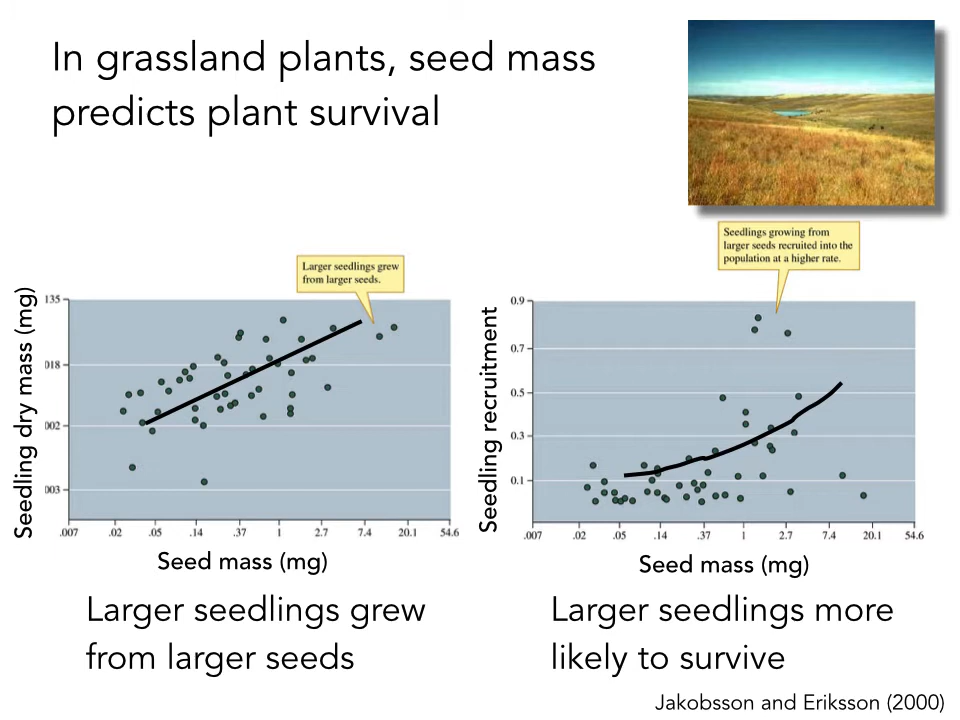 In grassland plants, seed mass
predicts plant survival
Seedlings growing from
larger seeds recruited into the
population at a higher rate.
Larger seedlings grew
from larger seeds.
Seedling dry mass (mg)
135
018
002
003
.007 .02 .05 .14 .37 1 2.7 7.4 20.1 54.6
Seed mass (mg)
Seedling recruitment
0.9
0.7
0.5
0.3
0.1
.007 .02 .05 .14 .37 1 2.7 7.4 20.1 54.6
Seed mass (mg)
Larger seedlings grew
from larger seeds
Larger seedlings more
likely to survive
Jakobsson and Eriksson (2000)